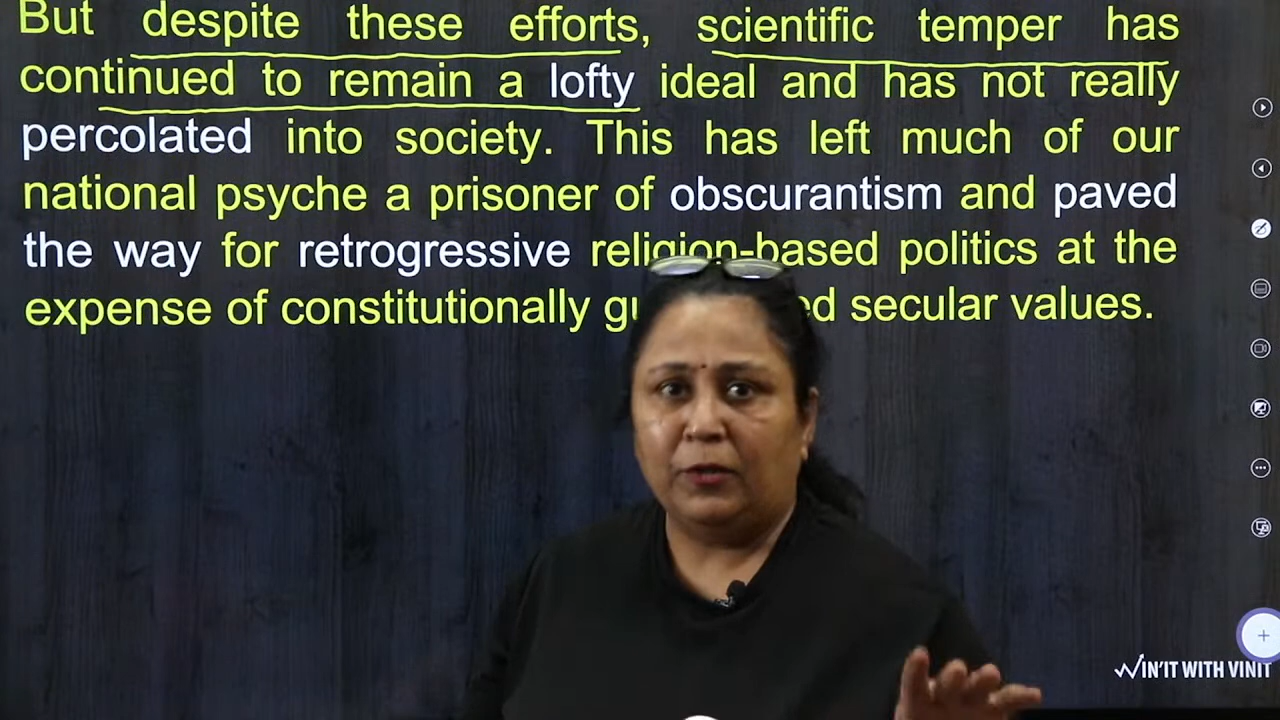 But despite these efforts, scientific temper has
continued to remain a lofty ideal and has not really
percolated into society. This has left much of our
national psyche a prisoner of obscurantism and paved
the way for retrogressive religion-based politics at the
expense of constitutionally secular values.
WIN'IT WITH VINIT